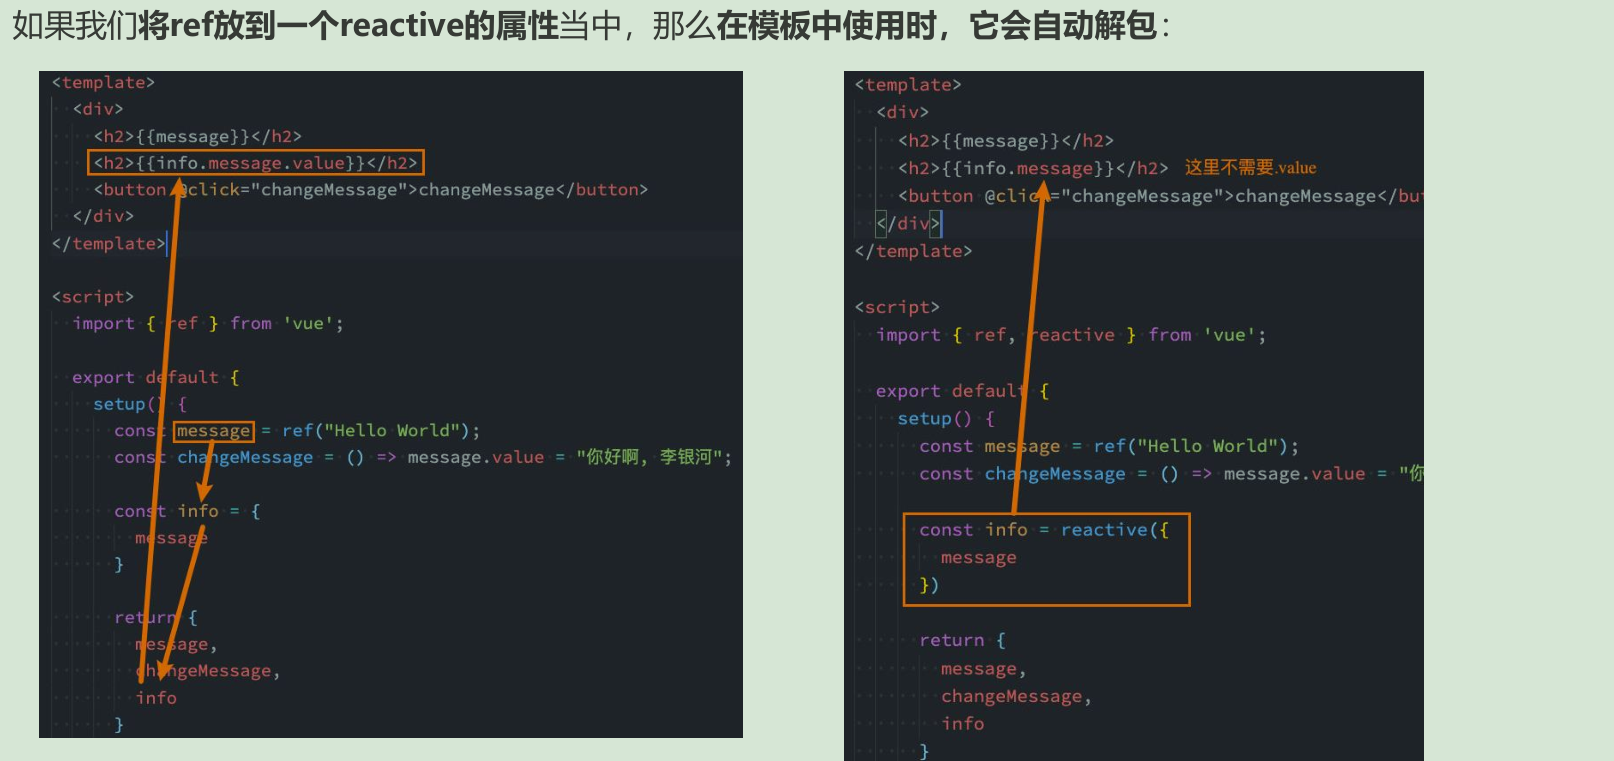 如果我们将ref放到一个reactive的属性当中，那么在模板中使用时，它会自动解包：
<template>
<div>
<h2>{{message}}</h2>
<h2>{{info.message.value}}</h2>
<button @click="changeMessage">changeMessage</button>
</div>
</template>
<script>
import { ref } from 'vue';
export default {
setup() {
const message = ref("Hello World");
const changeMessage = () => message.value = "你好啊, 李银河";
const info = {
message
}
return {
message,
changeMessage,
info
}
<template>
<div>
<h2>{{message}}</h2>
<h2>{{info.message}}</h2> 这里不需要.value
<button @click="changeMessage">changeMessage</but
</div>
</template>
<script>
import { ref, reactive } from 'vue';
export default {
setup() {
const message = ref("Hello World");
const changeMessage = () => message.value = "你
const info = reactive({
message
})
return {
message,
changeMessage,
info
}